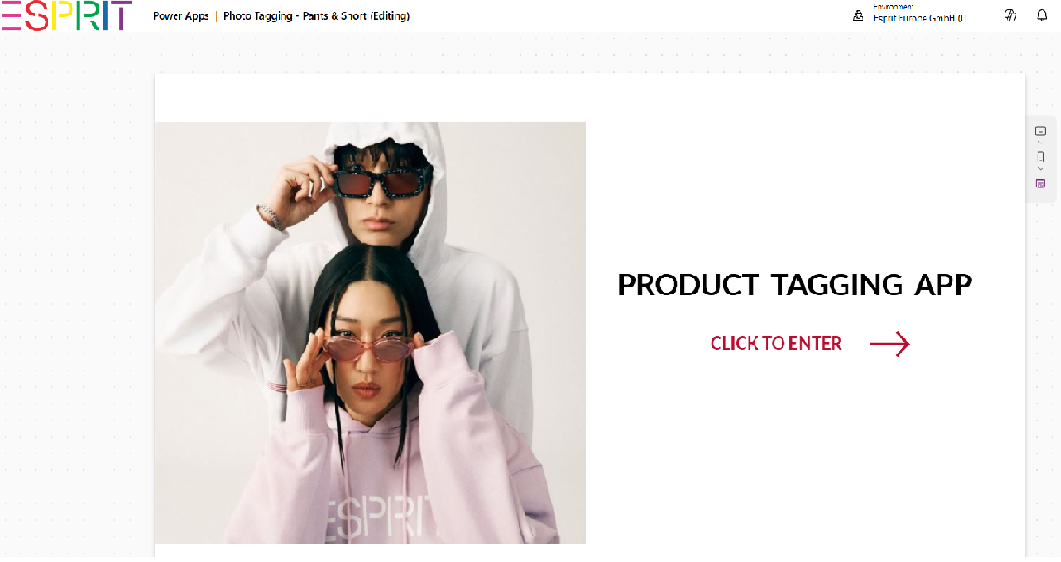 ESPRIT
Power Apps | Photo Tagging - Pants & Short (Editing)
Environment
Esprit Europe GmbH (
PRODUCT TAGGING APP
CLICK TO ENTER
ESPRIT